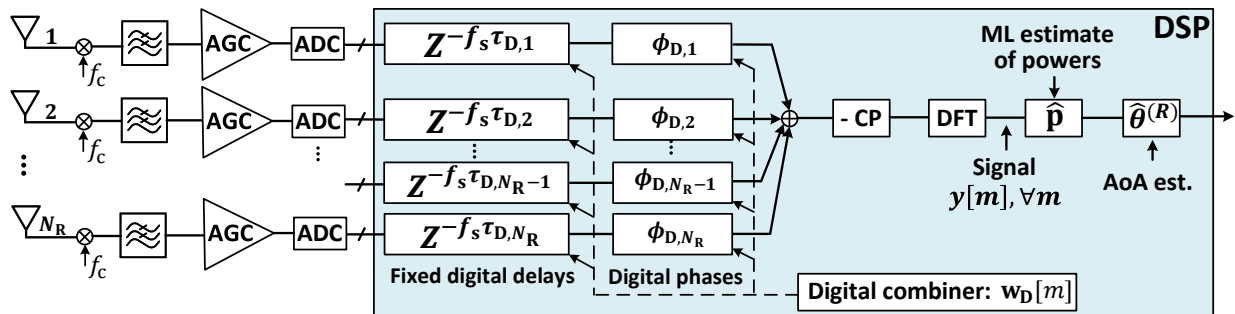 DSP
1
f_c
AGC
ADC
Z^{-f_s τ_{D,1}}
ϕ_{D,1}
ML estimate
of powers
2
f_c
AGC
ADC
Z^{-f_s τ_{D,2}}
ϕ_{D,2}
- CP
DFT
p̂
θ̂^{(R)}
Z^{-f_s τ_{D,N_R-1}}
ϕ_{D,N_R-1}
Signal
y[m], ∀m
AoA est.
N_R
f_c
AGC
ADC
Z^{-f_s τ_{D,N_R}}
ϕ_{D,N_R}
Fixed digital delays
Digital phases
Digital combiner: w_D[m]